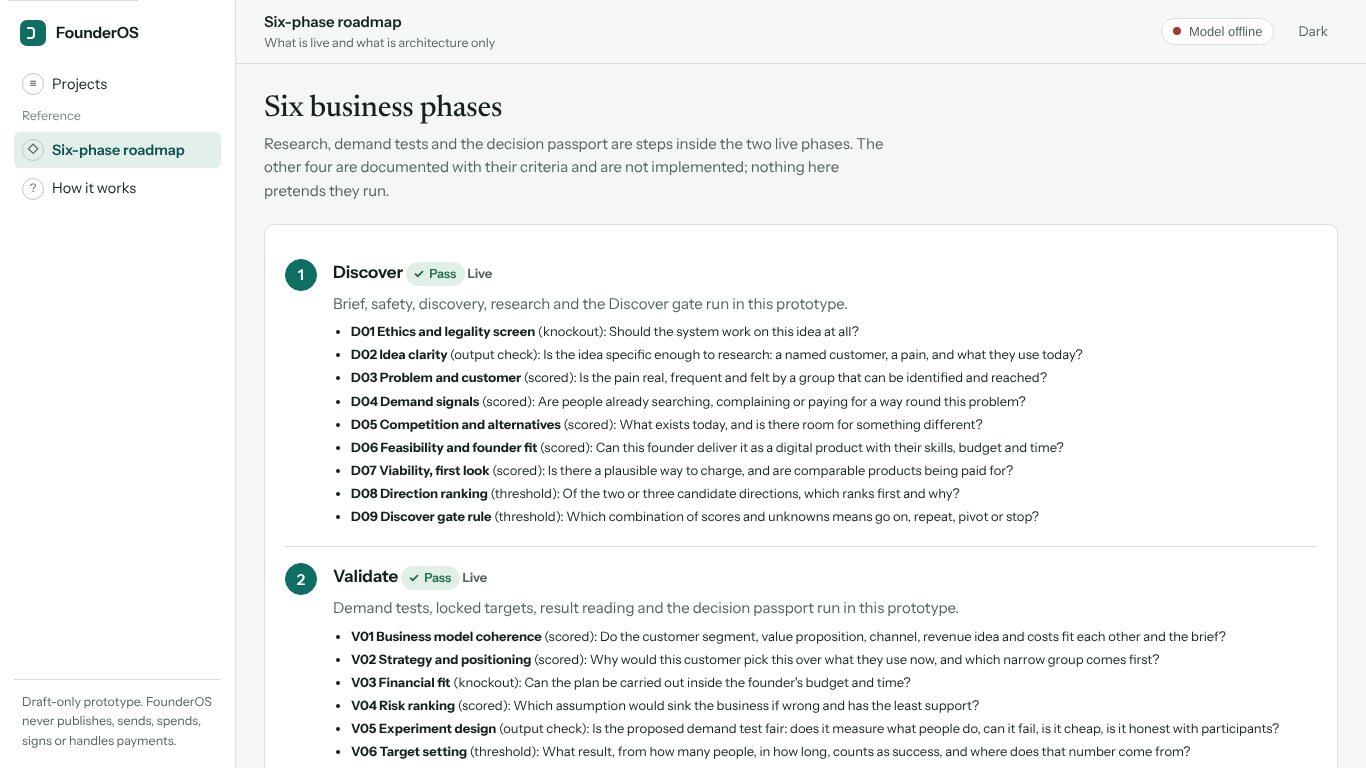 FounderOS
≡ Projects
Reference
◇ Six-phase roadmap
? How it works
Draft-only prototype. FounderOS
never publishes, sends, spends,
signs or handles payments.
Six-phase roadmap
What is live and what is architecture only
Model offline
Dark
Six business phases
Research, demand tests and the decision passport are steps inside the two live phases. The
other four are documented with their criteria and are not implemented; nothing here
pretends they run.
1 Discover ✓ Pass Live
Brief, safety, discovery, research and the Discover gate run in this prototype.
• D01 Ethics and legality screen (knockout): Should the system work on this idea at all?
• D02 Idea clarity (output check): Is the idea specific enough to research: a named customer, a pain, and what they use today?
• D03 Problem and customer (scored): Is the pain real, frequent and felt by a group that can be identified and reached?
• D04 Demand signals (scored): Are people already searching, complaining or paying for a way round this problem?
• D05 Competition and alternatives (scored): What exists today, and is there room for something different?
• D06 Feasibility and founder fit (scored): Can this founder deliver it as a digital product with their skills, budget and time?
• D07 Viability, first look (scored): Is there a plausible way to charge, and are comparable products being paid for?
• D08 Direction ranking (threshold): Of the two or three candidate directions, which ranks first and why?
• D09 Discover gate rule (threshold): Which combination of scores and unknowns means go on, repeat, pivot or stop?
2 Validate ✓ Pass Live
Demand tests, locked targets, result reading and the decision passport run in this prototype.
• V01 Business model coherence (scored): Do the customer segment, value proposition, channel, revenue idea and costs fit each other and the brief?
• V02 Strategy and positioning (scored): Why would this customer pick this over what they use now, and which narrow group comes first?
• V03 Financial fit (knockout): Can the plan be carried out inside the founder's budget and time?
• V04 Risk ranking (scored): Which assumption would sink the business if wrong and has the least support?
• V05 Experiment design (output check): Is the proposed demand test fair: does it measure what people do, can it fail, is it cheap, is it honest with participants?
• V06 Target setting (threshold): What result, from how many people, in how long, counts as success, and where does that number come from?